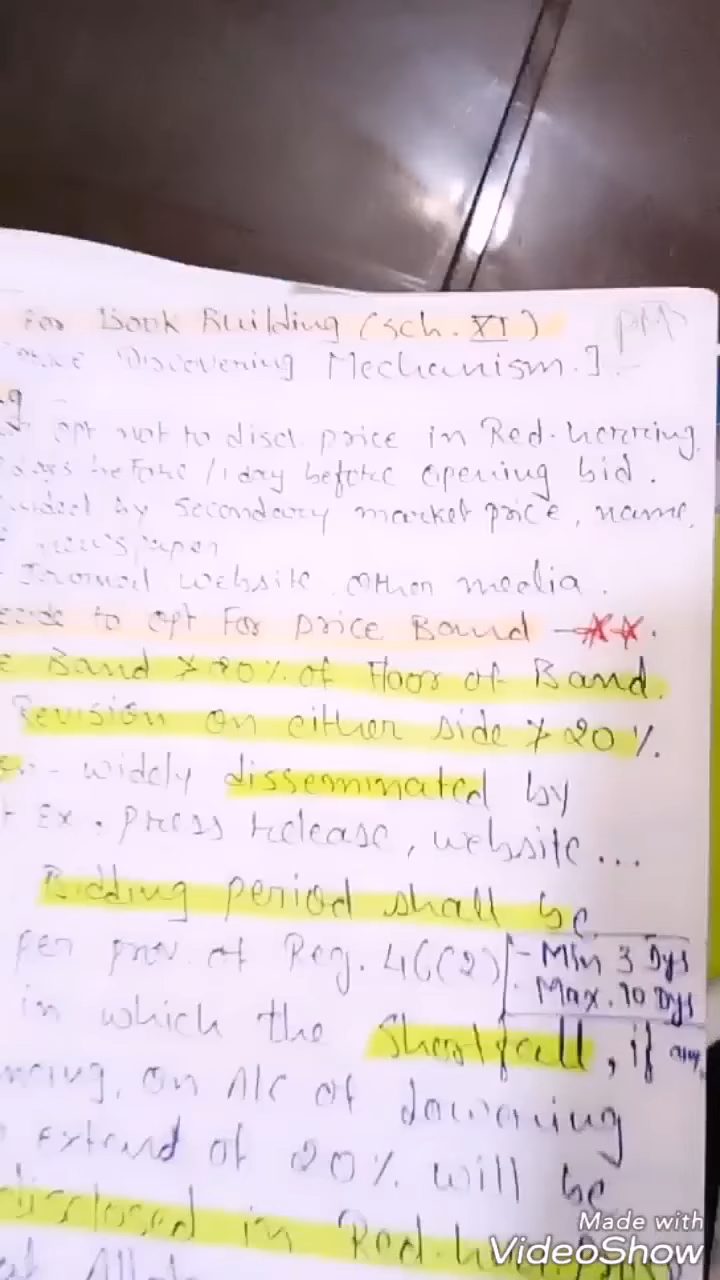 For Book Building (Sch. XI)
Discovering Mechanism.]
opt not to discl. price in Red-herring
before /1 day before opening bid.
by secondary market price, name,
newspaper
website other media.
to opt For price Band
Band ≯ 20% of Floor of Band.
Revision on either side ≯ 20%.
widely disseminated by
Ex. press release, website...
Bidding period shall be
per prov. of Reg. 46(2) - Min 3 Dys
- Max. 10 Dys
in which the Shortfall, if any,
on A/C of lowering
extend of 20% will be
disclosed in Red-
Made with
VideoShow